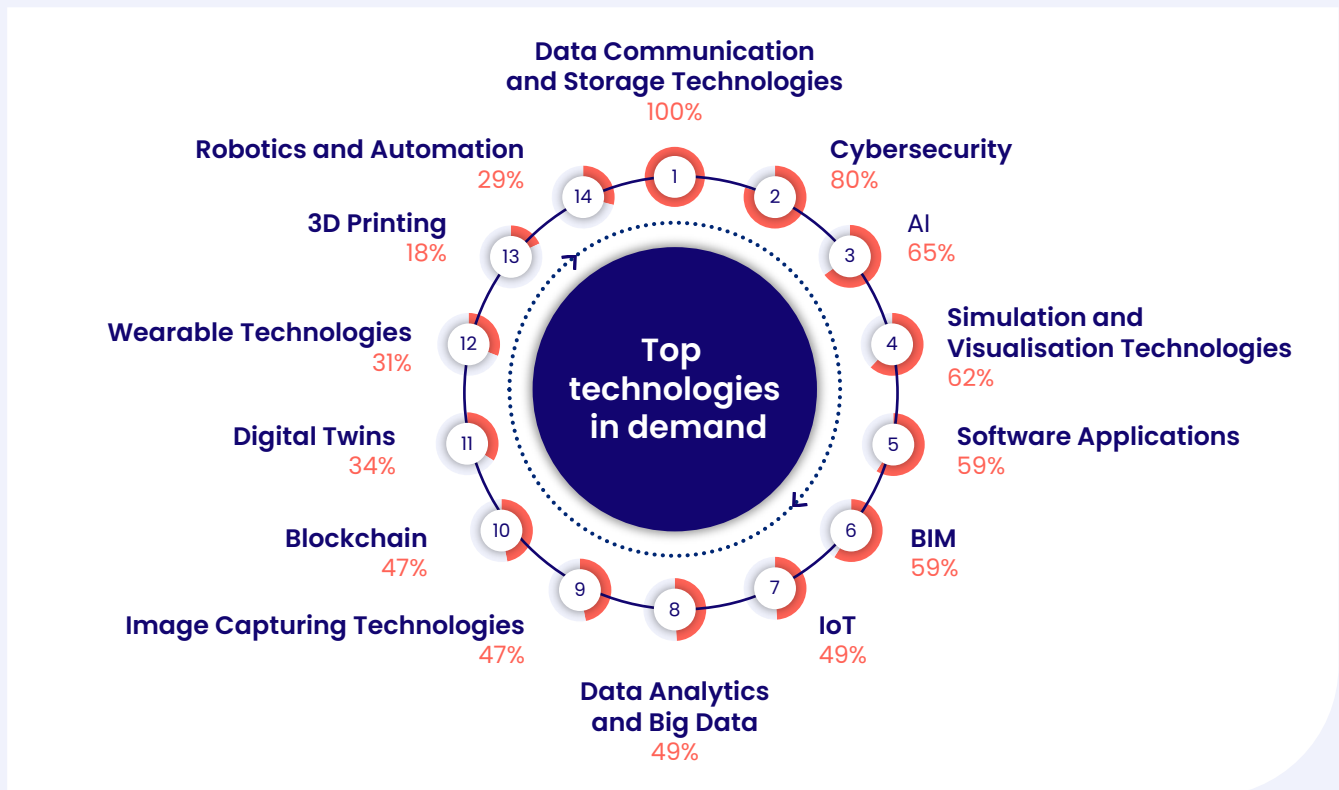 Top
technologies
in demand
1
Data Communication
and Storage Technologies
100%
2
Cybersecurity
80%
3
AI
65%
4
Simulation and
Visualisation Technologies
62%
5
Software Applications
59%
6
BIM
59%
7
IoT
49%
8
Data Analytics
and Big Data
49%
9
Image Capturing Technologies
47%
10
Blockchain
47%
11
Digital Twins
34%
12
Wearable Technologies
31%
13
3D Printing
18%
14
Robotics and Automation
29%